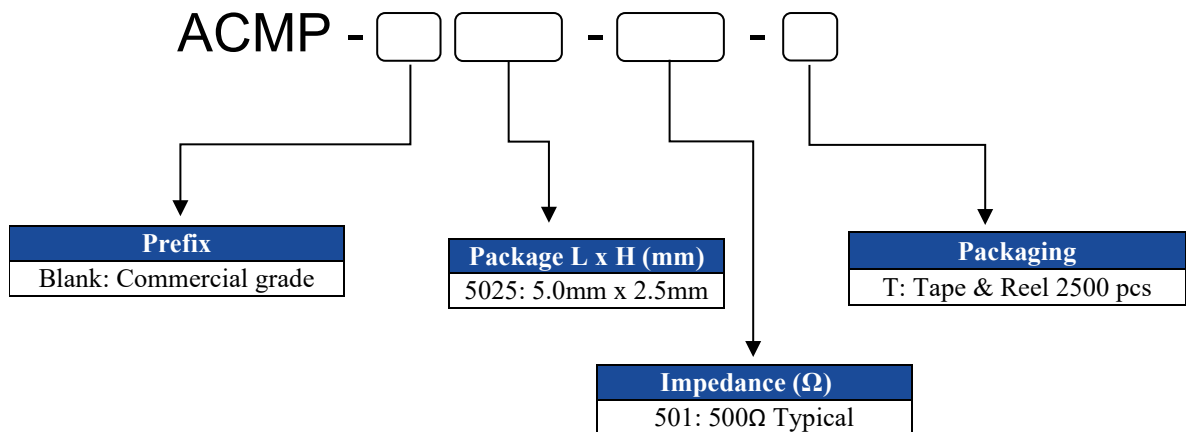 ACMP - - -
Prefix
Blank: Commercial grade
Package L x H (mm)
5025: 5.0mm x 2.5mm
Packaging
T: Tape & Reel 2500 pcs
Impedance (Ω)
501: 500Ω Typical